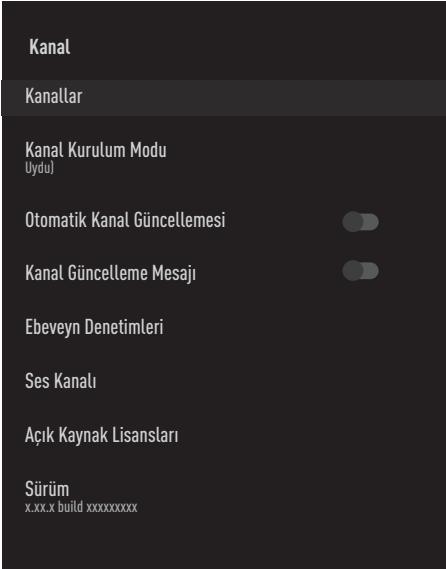 Kanal
Kanallar
Kanal Kurulum Modu
Uydu)
Otomatik Kanal Güncellemesi
Kanal Güncelleme Mesajı
Ebeveyn Denetimleri
Ses Kanalı
Açık Kaynak Lisansları
Sürüm
x.xx.x build xxxxxxxxx